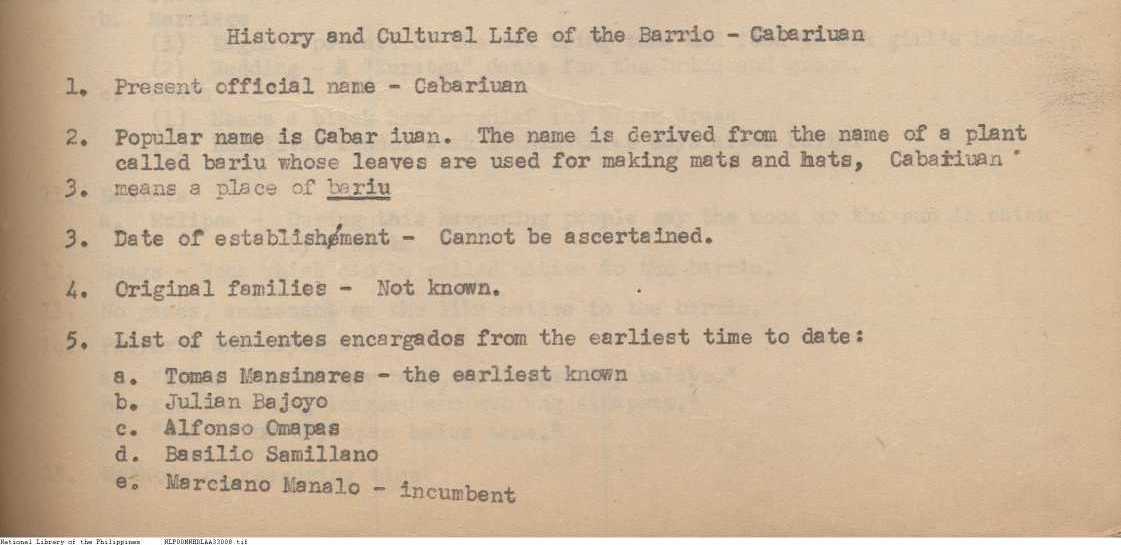 History and Cultural Life of the Barrio - Cabariuan
1. Present official name - Cabariuan
2. Popular name is Cabar iuan. The name is derived from the name of a plant
called bariu whose leaves are used for making mats and hats, Cabariuan
3. means a place of bariu
3. Date of establishment - Cannot be ascertained.
4. Original families - Not known.
5. List of tenientes encargados from the earliest time to date:
a. Tomas Mansinares - the earliest known
b. Julian Bajoyo
c. Alfonso Omapas
d. Basilio Samillano
e. Marciano Manalo - incumbent
National Library of the Philippines